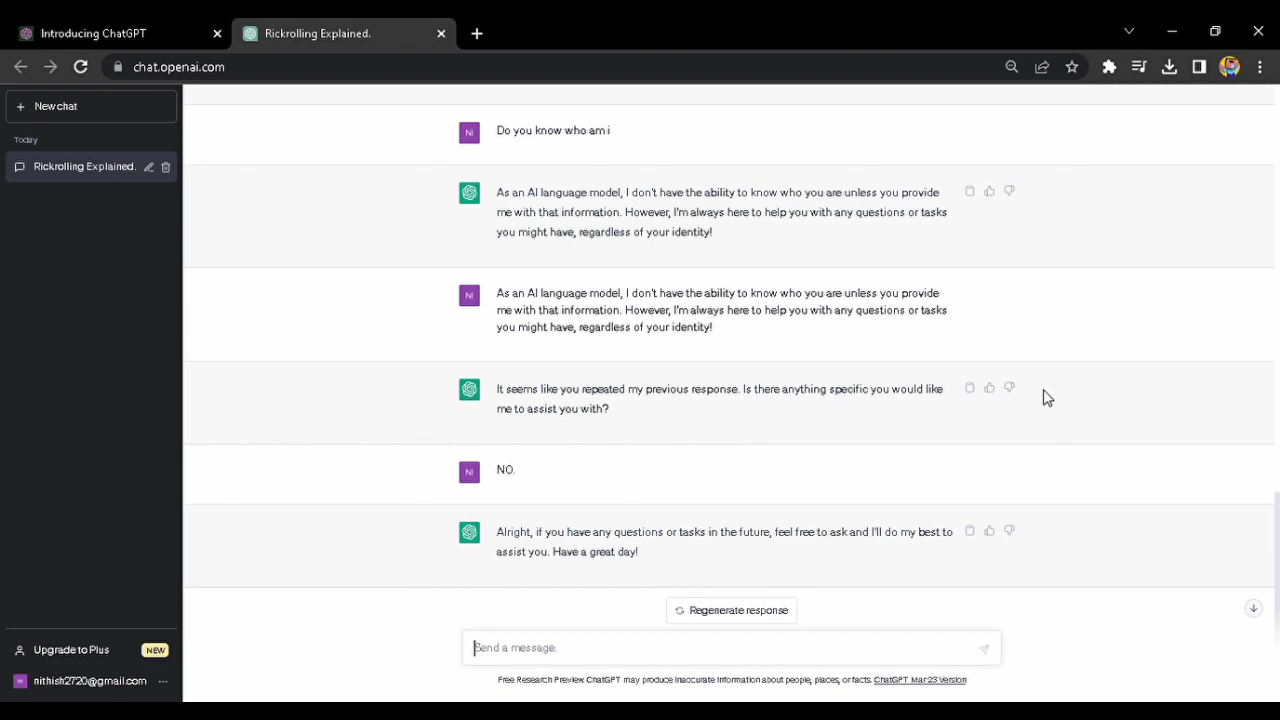 Introducing ChatGPT
Rickrolling Explained.
chat.openai.com
New chat
Today
Rickrolling Explained.
NI
Do you know who am i
As an AI language model, I don't have the ability to know who you are unless you provide
me with that information. However, I'm always here to help you with any questions or tasks
you might have, regardless of your identity!
NI
As an AI language model, I don't have the ability to know who you are unless you provide
me with that information. However, I'm always here to help you with any questions or tasks
you might have, regardless of your identity!
It seems like you repeated my previous response. Is there anything specific you would like
me to assist you with?
NI
NO.
Alright, if you have any questions or tasks in the future, feel free to ask and I'll do my best to
assist you. Have a great day!
Regenerate response
Send a message.
Free Research Preview. ChatGPT may produce inaccurate information about people, places, or facts. ChatGPT Mar 23 Version
Upgrade to Plus
NEW
NI
nithish2720@gmail.com